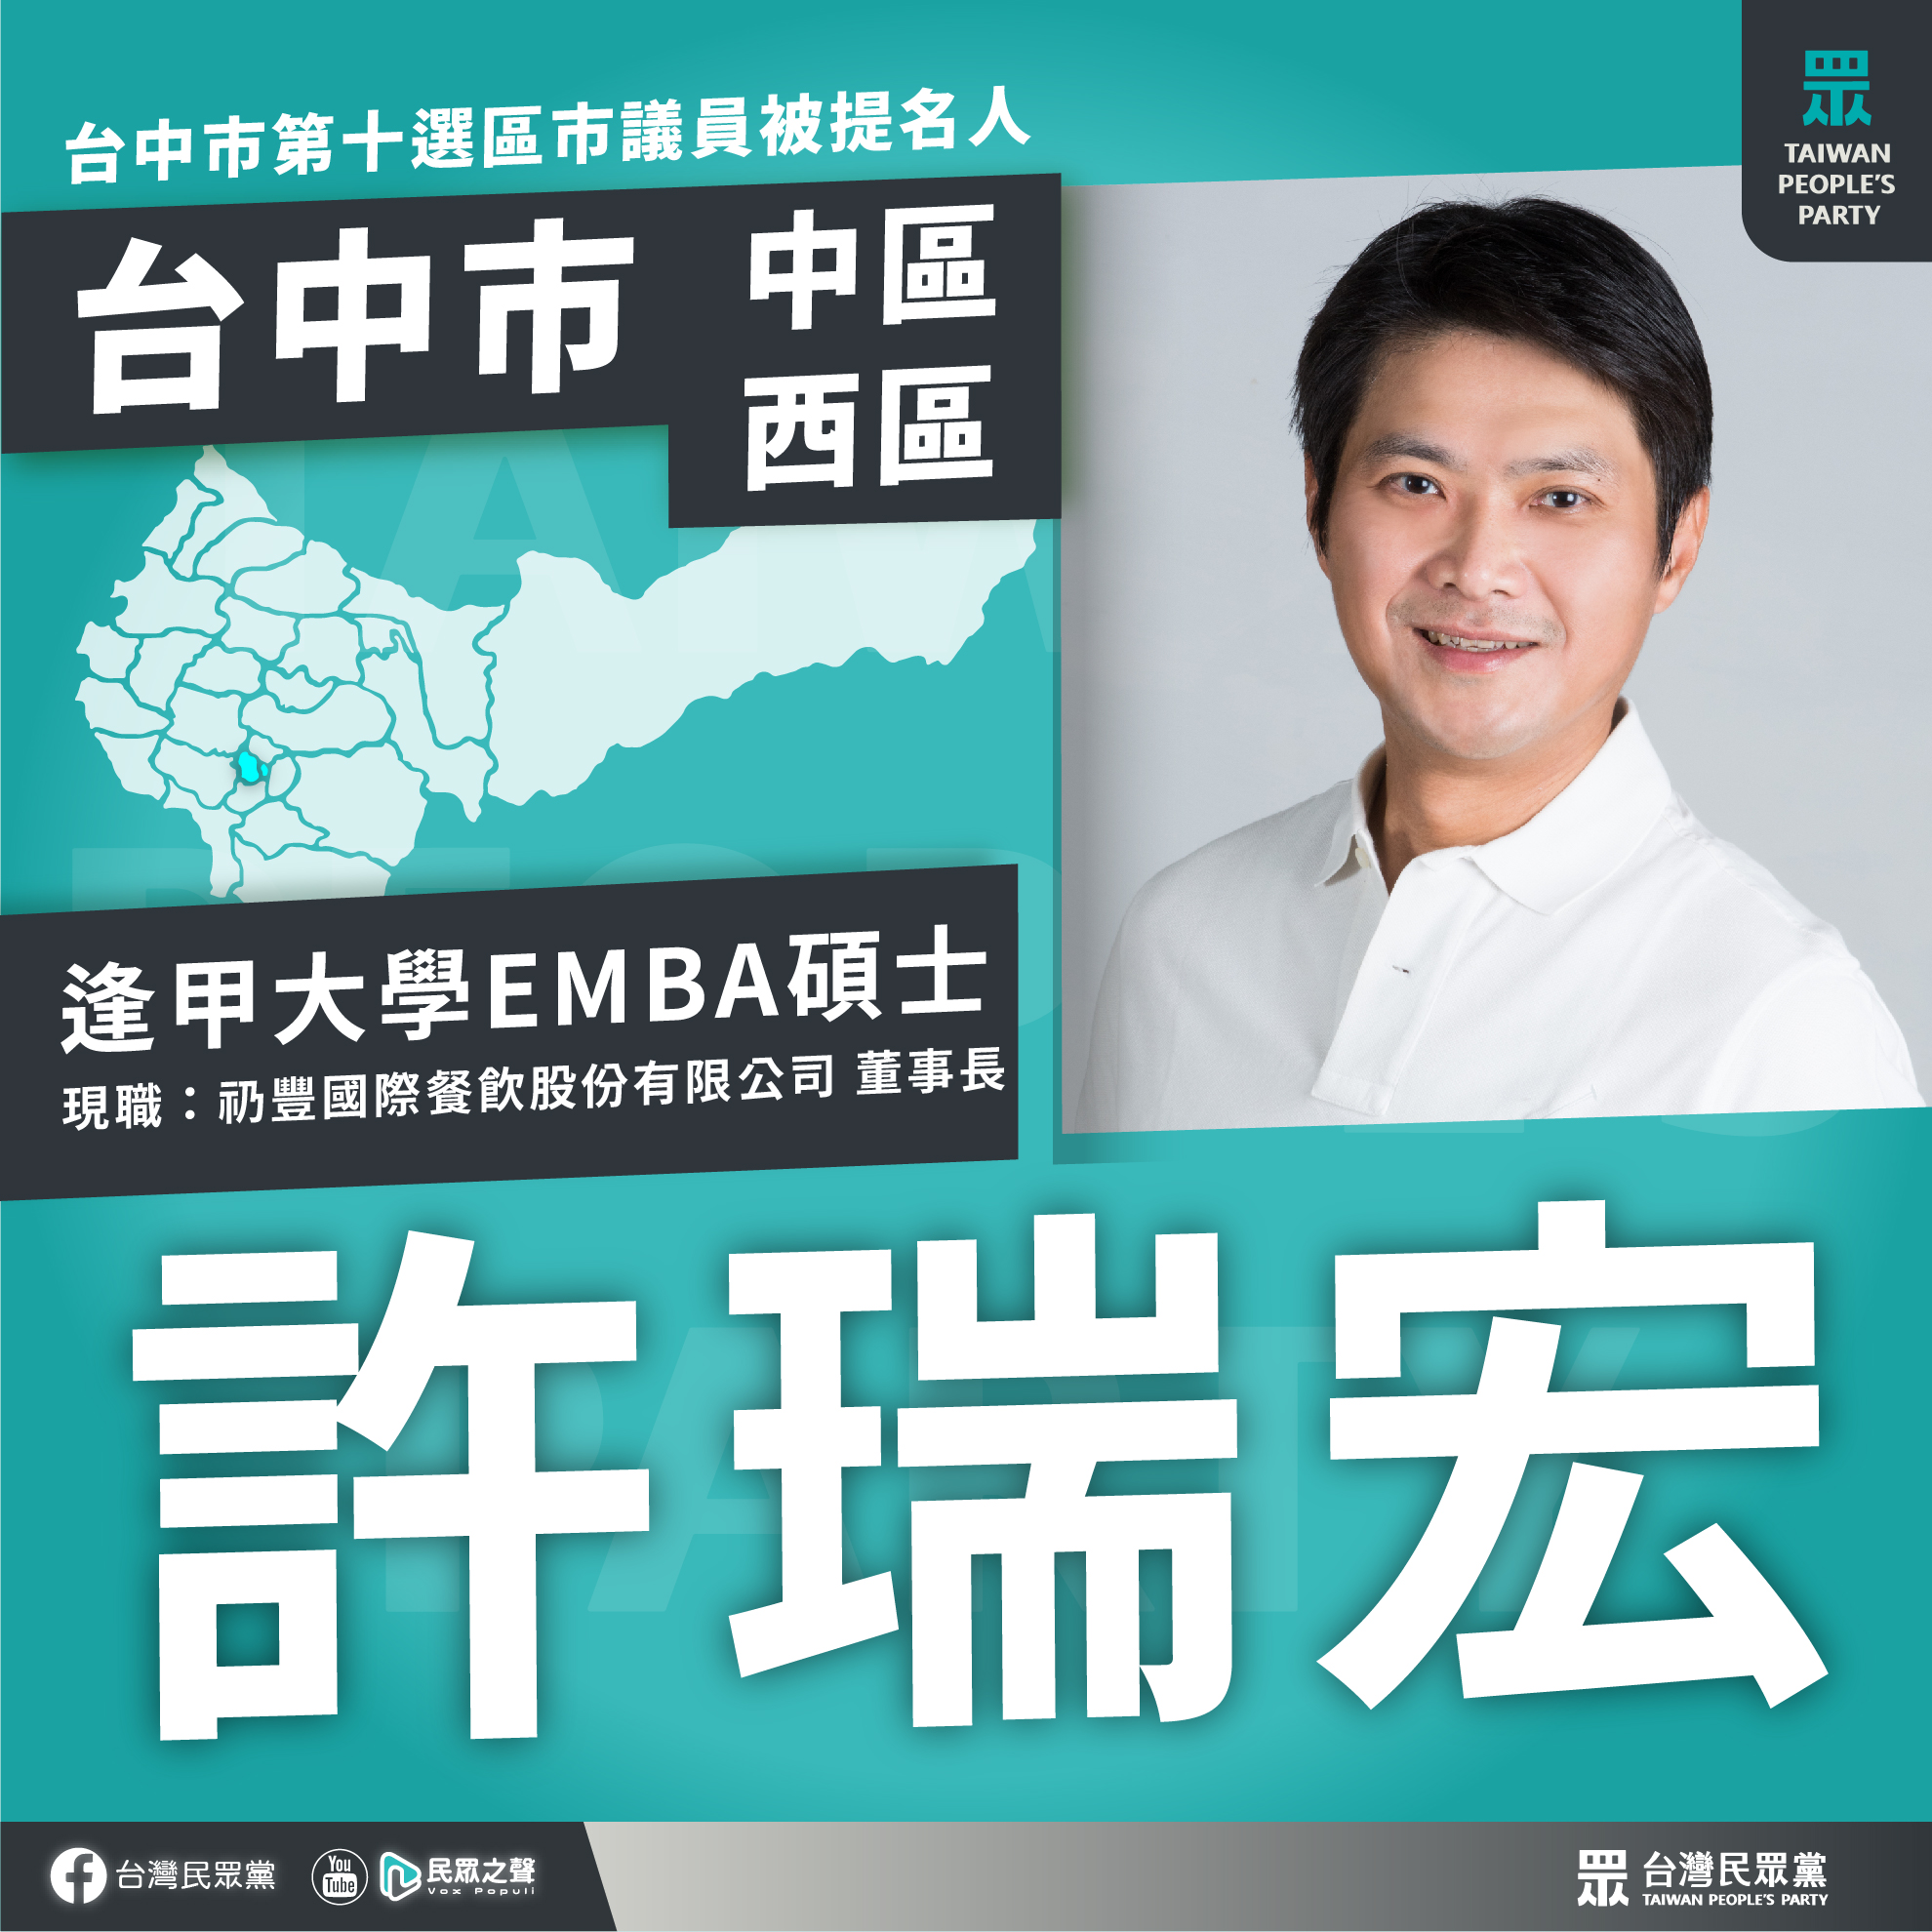 台中市第十選區市議員被提名人
眾
TAIWAN
PEOPLE'S
PARTY
台中市
中區
西區
逢甲大學EMBA碩士
現職：礽豐國際餐飲股份有限公司 董事長
許瑞宏
台灣民眾黨
You
Tube
民眾之聲
Vox Populi
眾 台灣民眾黨
TAIWAN PEOPLE'S PARTY